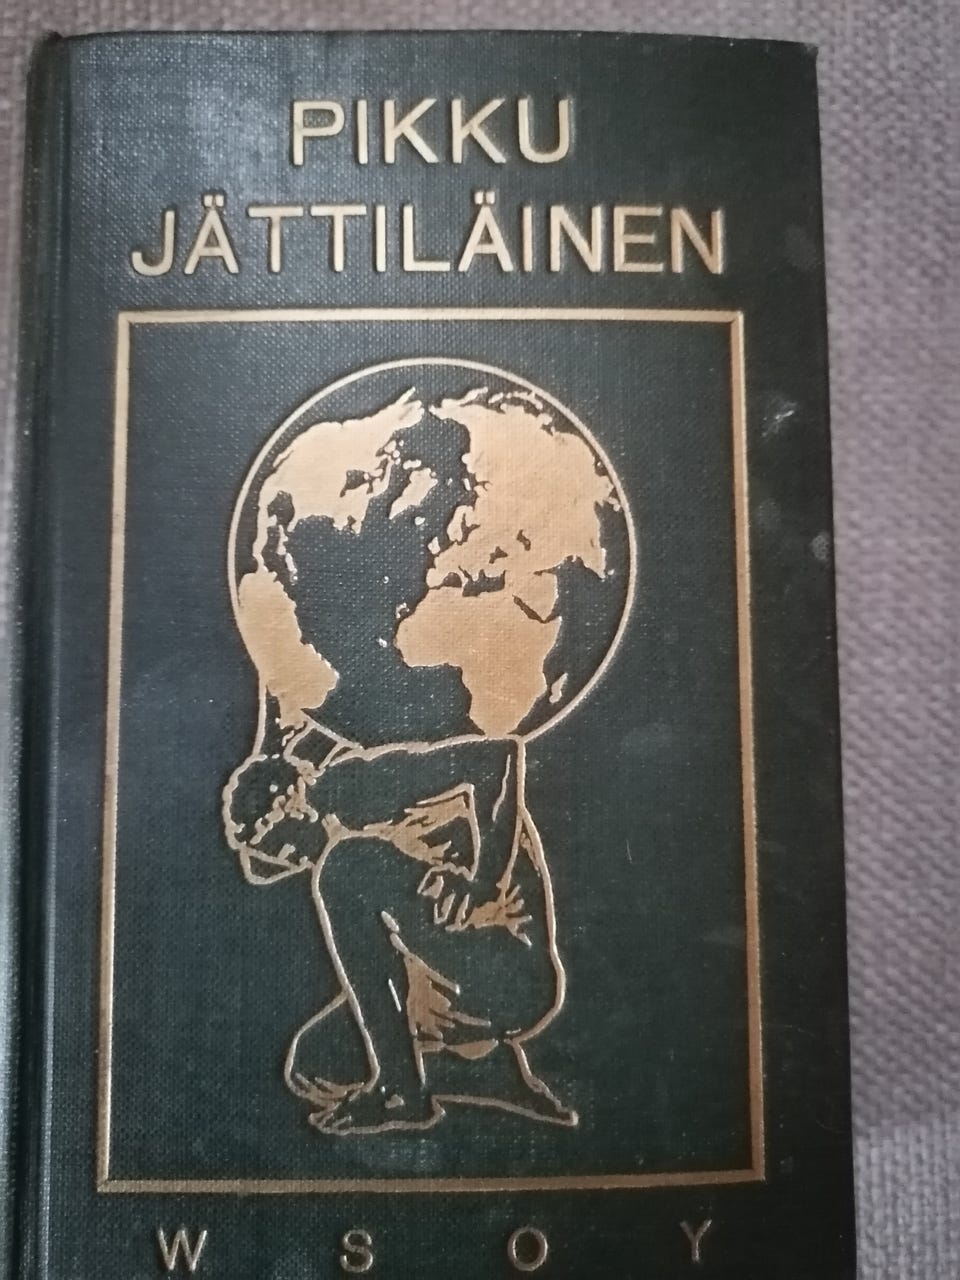 PIKKU
JÄTTILÄINEN
W S O Y